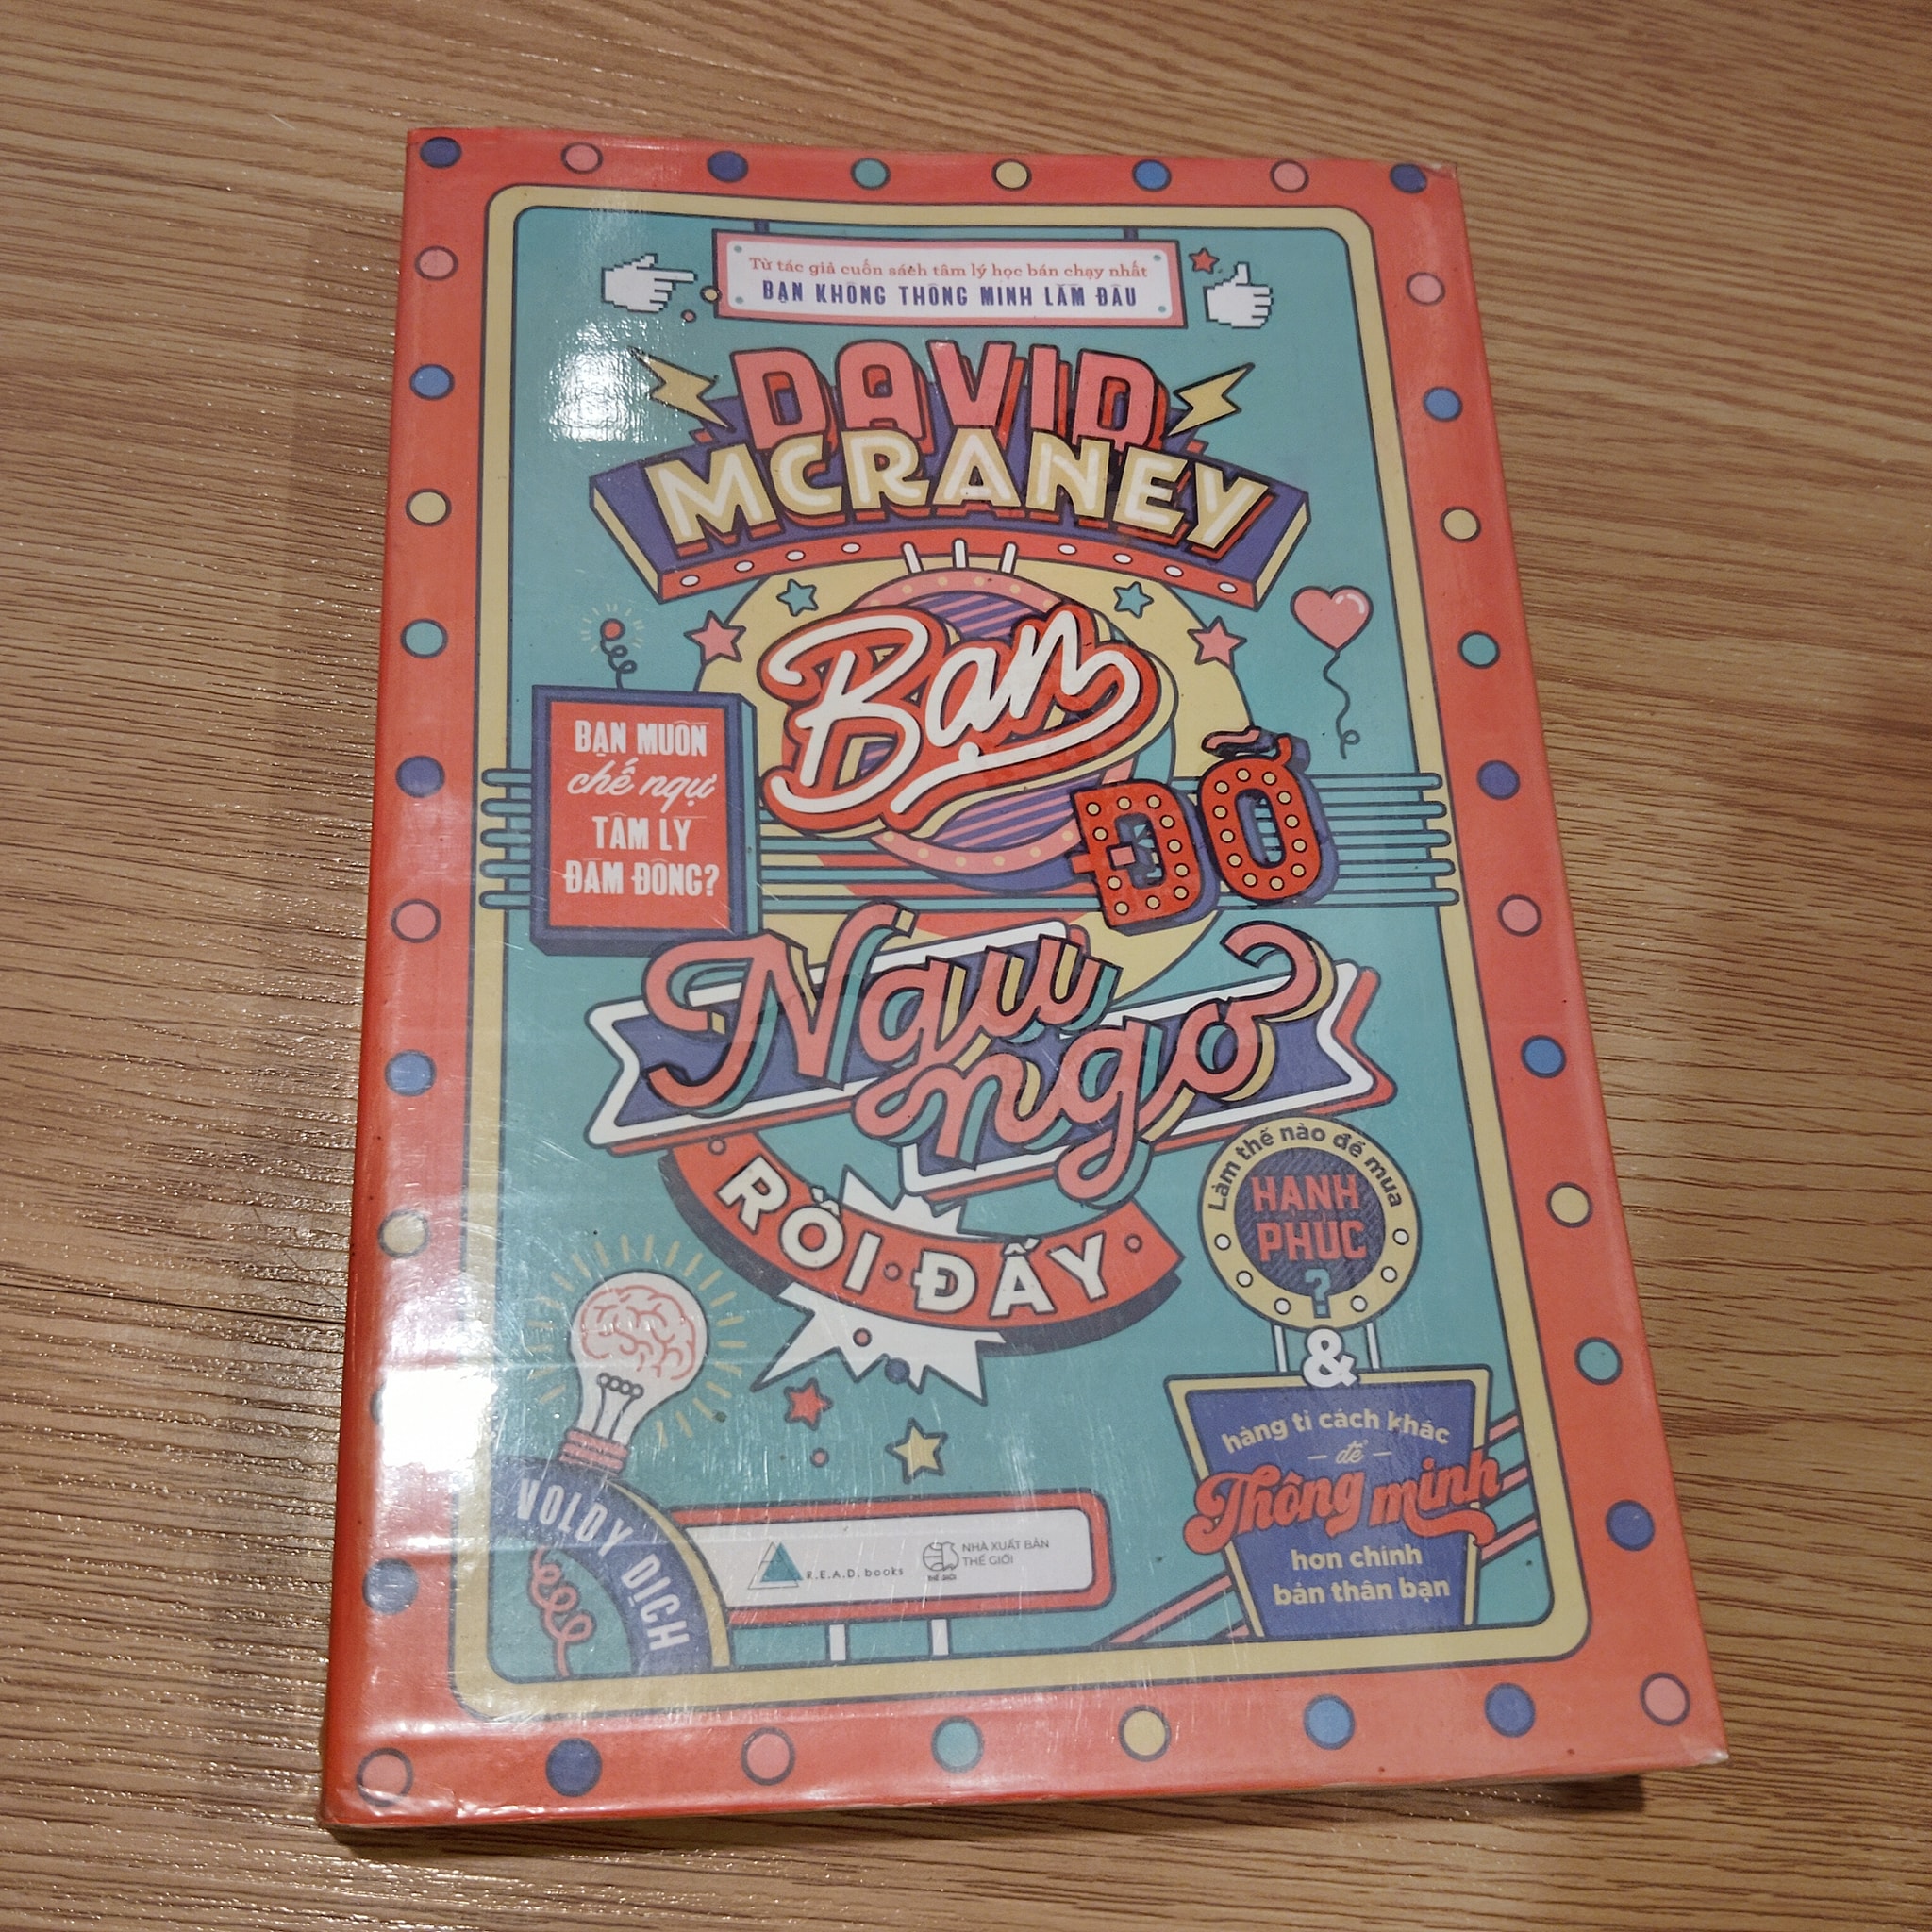 Từ tác giả cuốn sách tâm lý học bán chạy nhất
BẠN KHÔNG THÔNG MINH LẮM ĐÂU
DAVID
MCRANEY
Bạn
ĐỠ
BẠN MUỐN
chế ngự
TÂM LÝ
ĐÁM ĐÔNG?
Ngu
ngơ
RỒI ĐẤY
Làm thế nào để mua
HẠNH
PHÚC
?
&
hàng tỉ cách khác
để
Thông minh
hơn chính
bản thân bạn
VOLDY DỊCH
R.E.A.D. books
NHÀ XUẤT BẢN
THẾ GIỚI
THẾ GIỚI